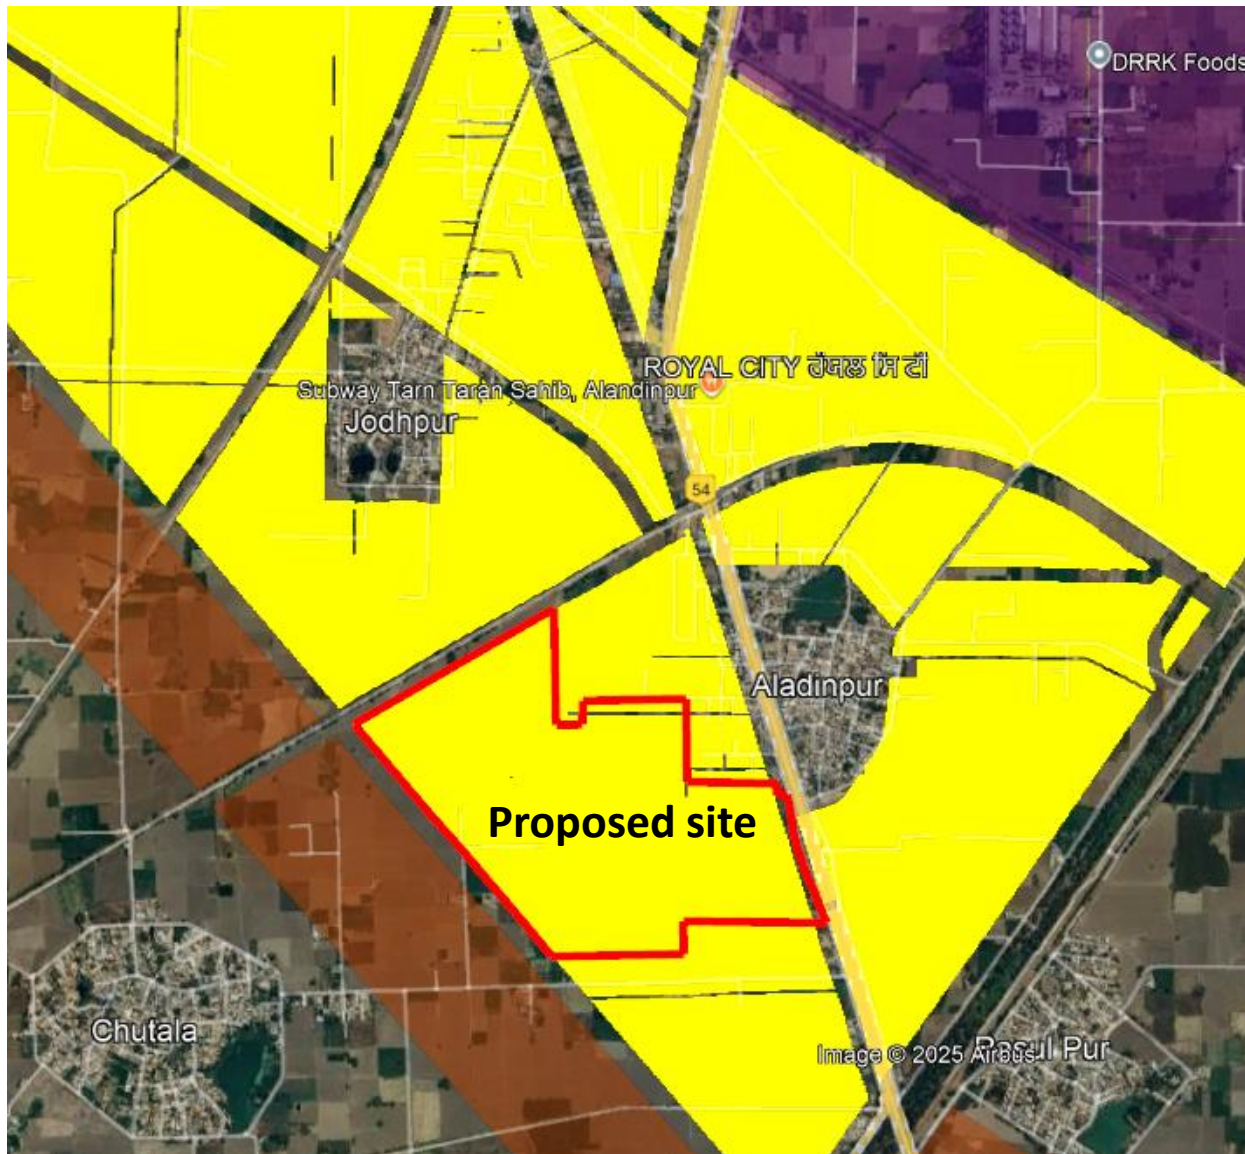 DRRK Foods
ROYAL CITY ਰੋਯਲ ਸਿਟੀ
Subway Tarn Taran Sahib, Alandinpur
Jodhpur
54
Aladinpur
Proposed site
Chutala
Rasul Pur
Image © 2025 Airbus